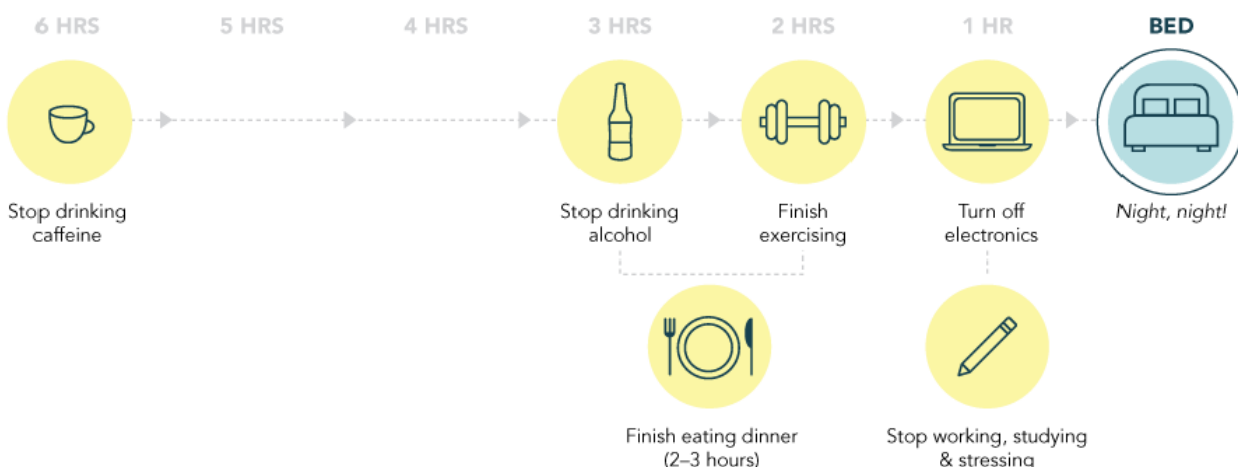 6 HRS
5 HRS
4 HRS
3 HRS
2 HRS
1 HR
BED
Stop drinking
caffeine
Stop drinking
alcohol
Finish
exercising
Turn off
electronics
Night, night!
Finish eating dinner
(2–3 hours)
Stop working, studying
& stressing